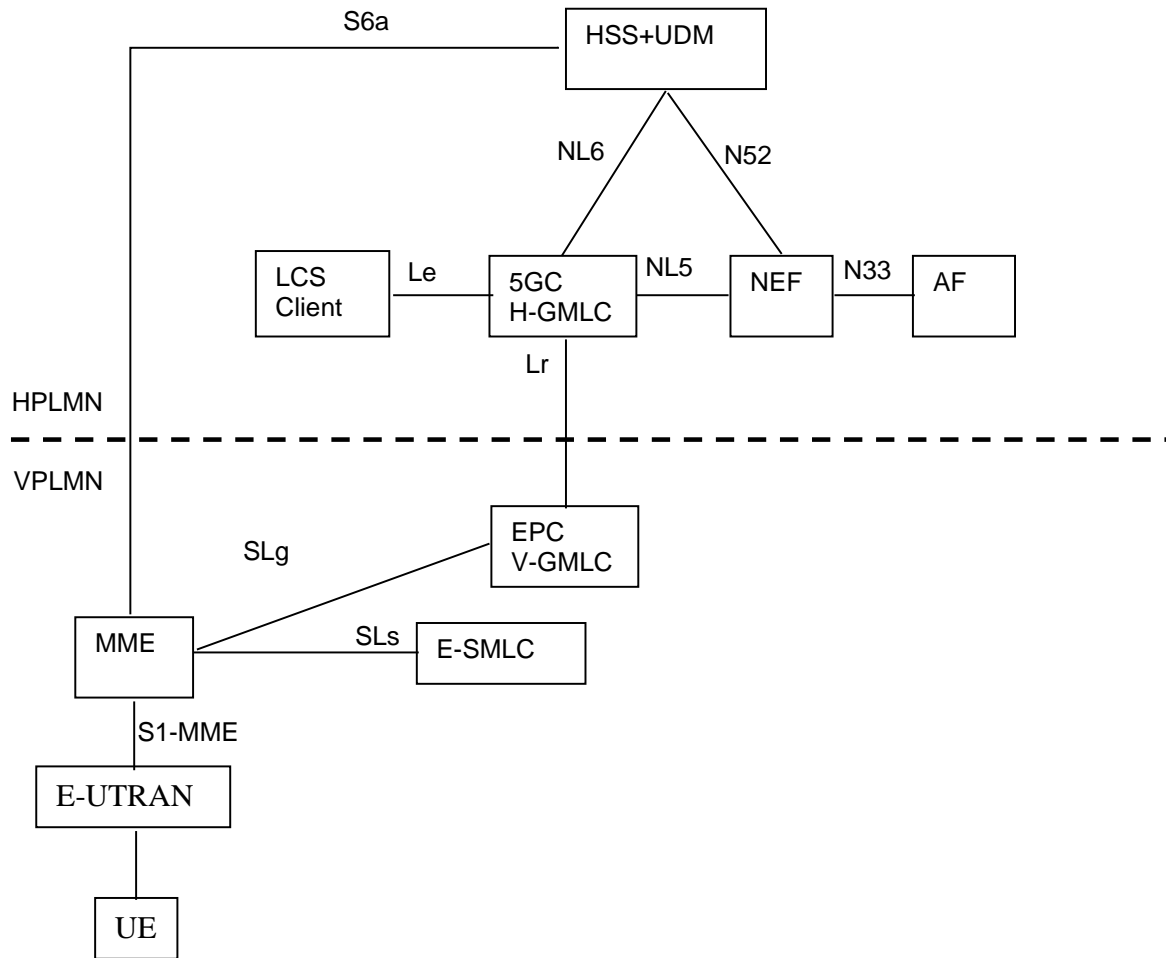 S6a
HSS+UDM
NL6
N52
LCS
Client
Le
5GC
H-GMLC
NL5
NEF
N33
AF
Lr
HPLMN
VPLMN
EPC
V-GMLC
SLg
MME
SLs
E-SMLC
S1-MME
E-UTRAN
UE